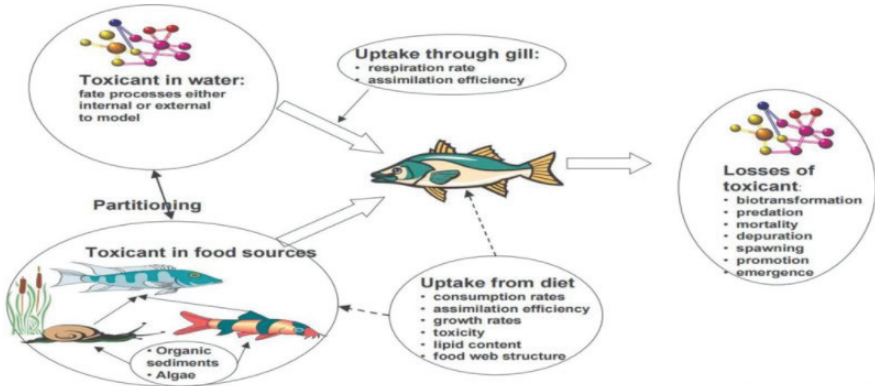 Toxicant in water:
fate processes either
internal or external
to model
Uptake through gill:
• respiration rate
• assimilation efficiency
Partitioning
Toxicant in food sources
• Organic
sediments
• Algae
Uptake from diet
• consumption rates
• assimilation efficiency
• growth rates
• toxicity
• lipid content
• food web structure
Losses of
toxicant:
• biotransformation
• predation
• mortality
• depuration
• spawning
• promotion
• emergence